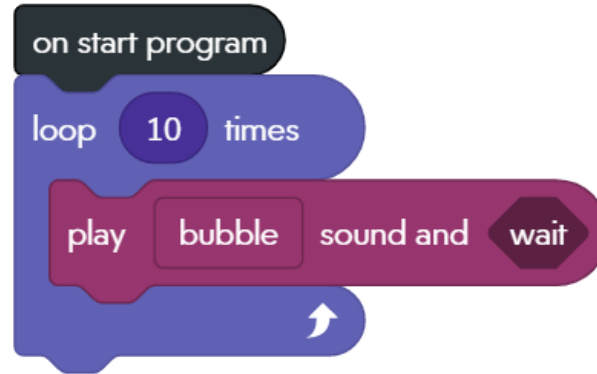 on start program
loop 10 times
play bubble sound and wait